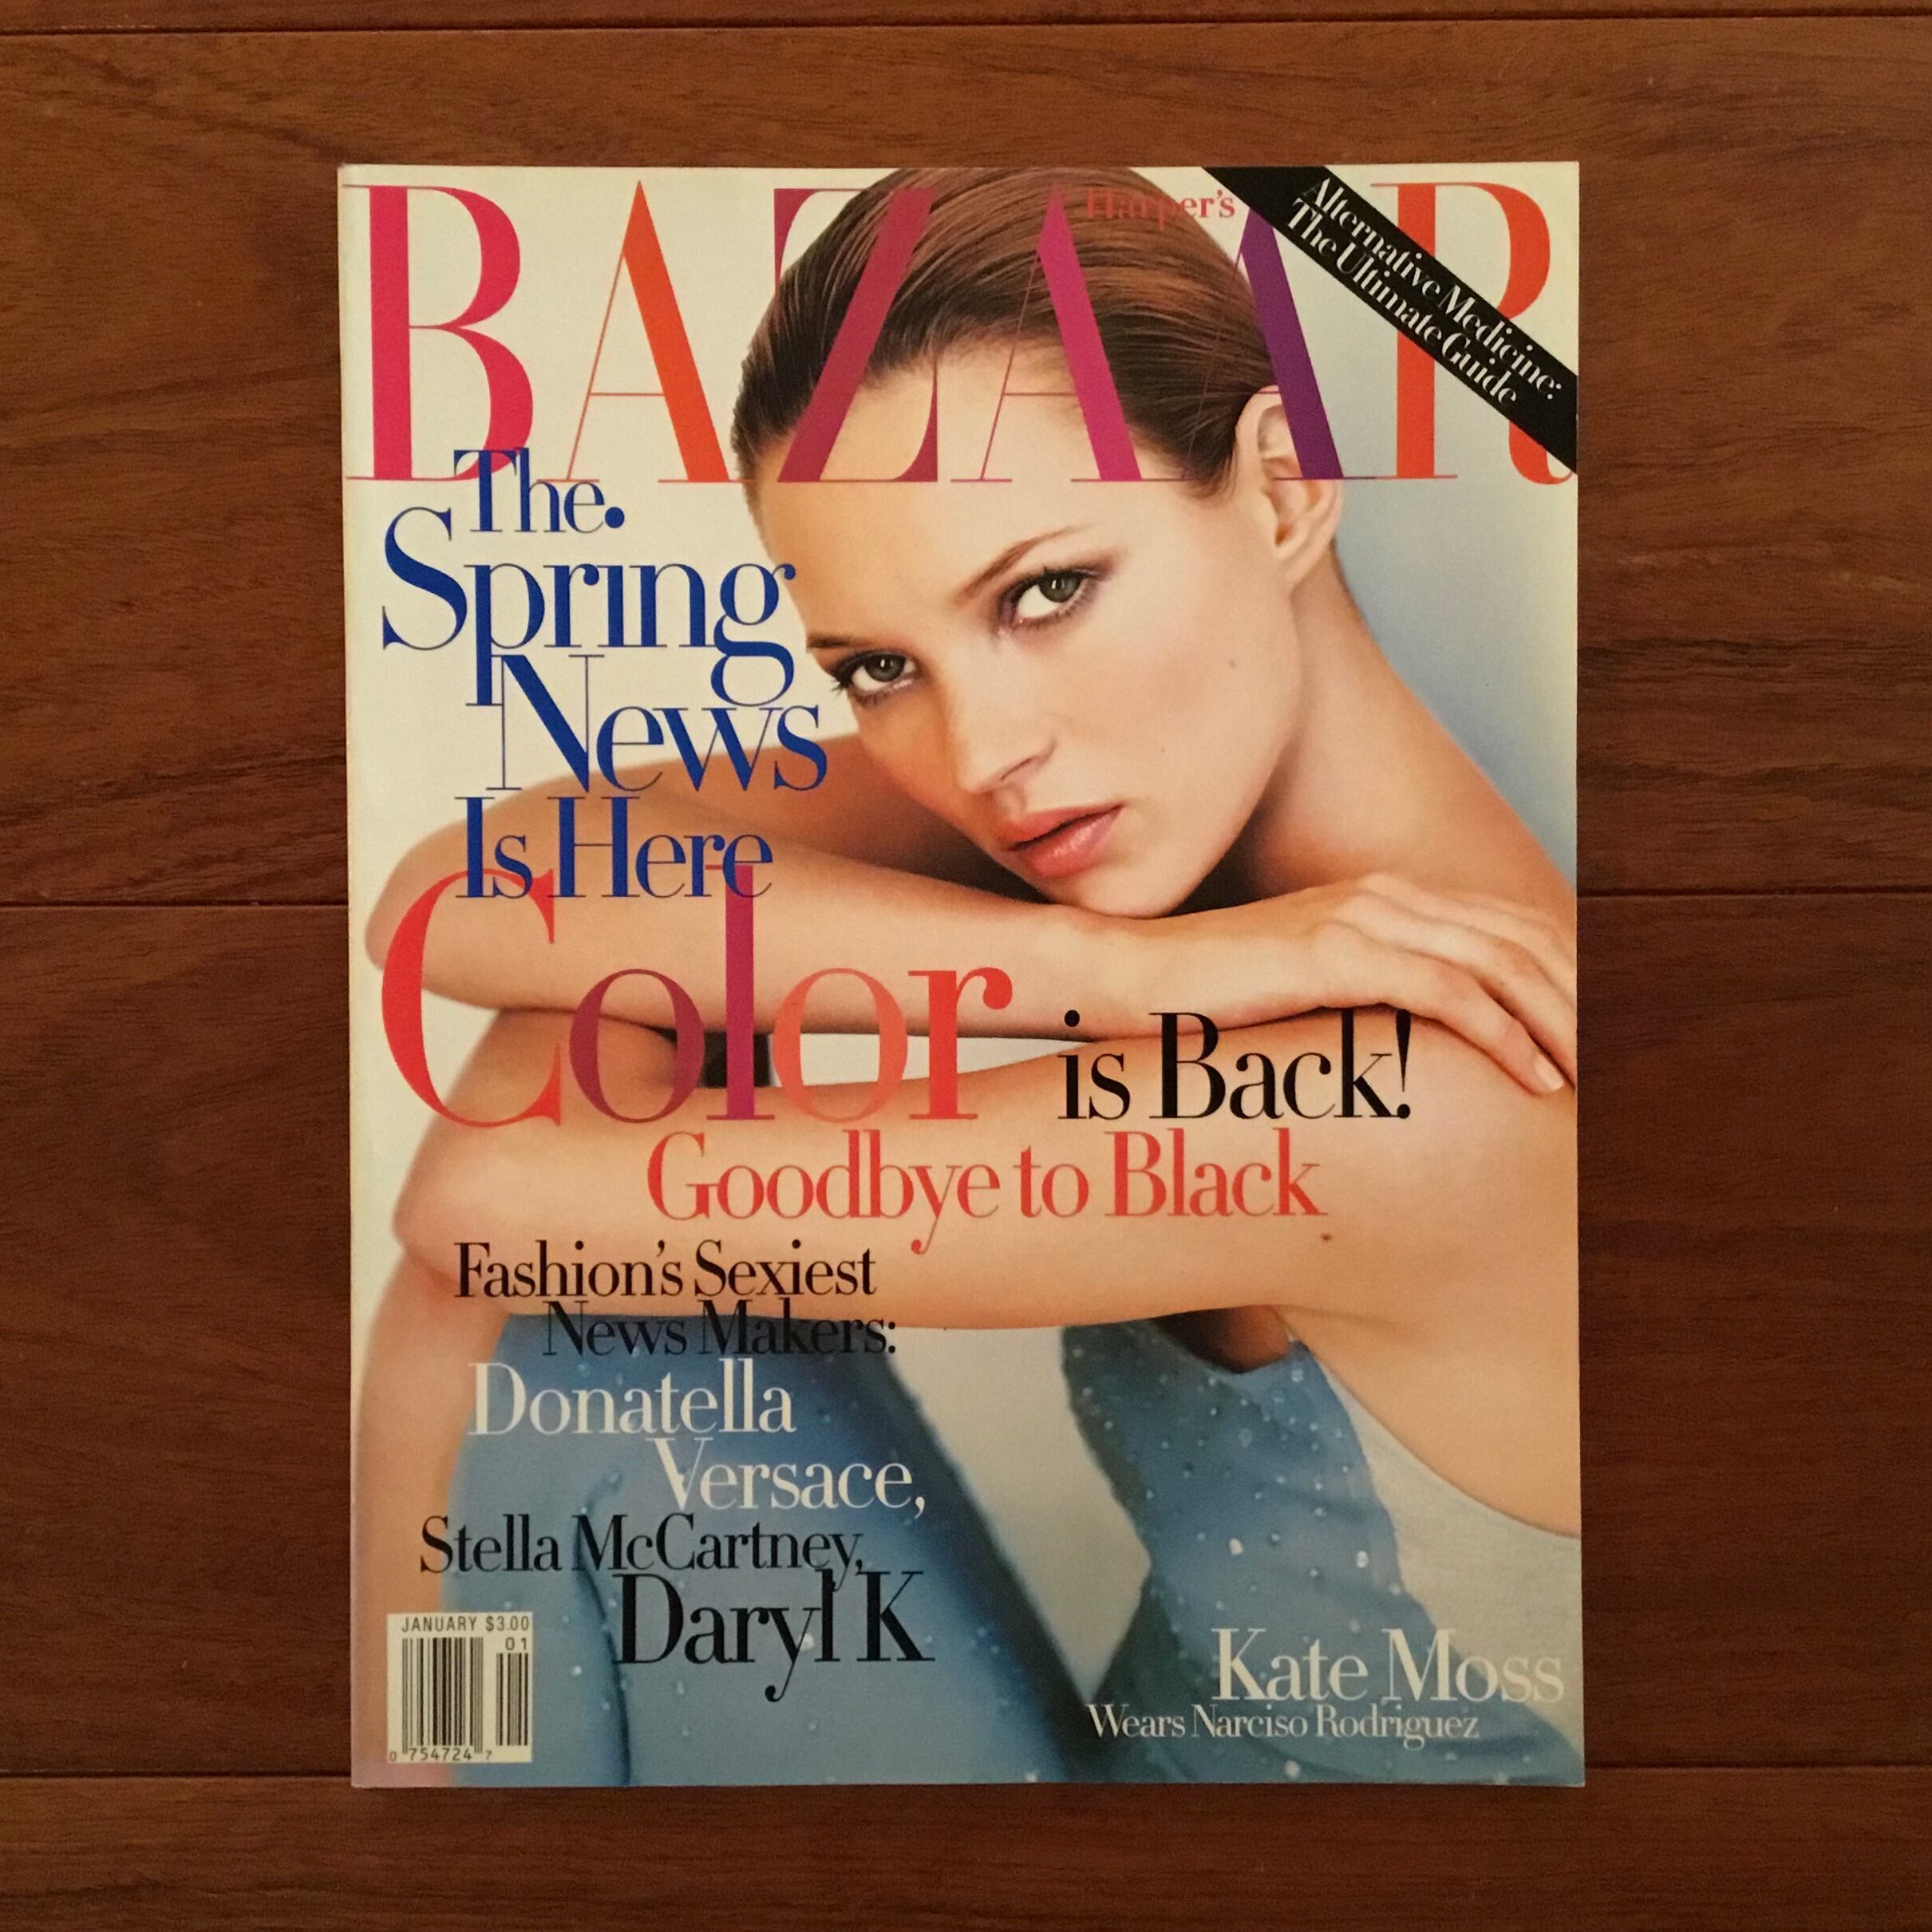 Harper's
BAZAAR
Alternative Medicine:
The Ultimate Guide
The
Spring
News
Is Here
Color is Back!
Goodbye to Black
Fashion's Sexiest
News Makers:
Donatella
Versace,
Stella McCartney,
Daryl K
JANUARY $3.00
01
0 754724 7
Kate Moss
Wears Narciso Rodriguez